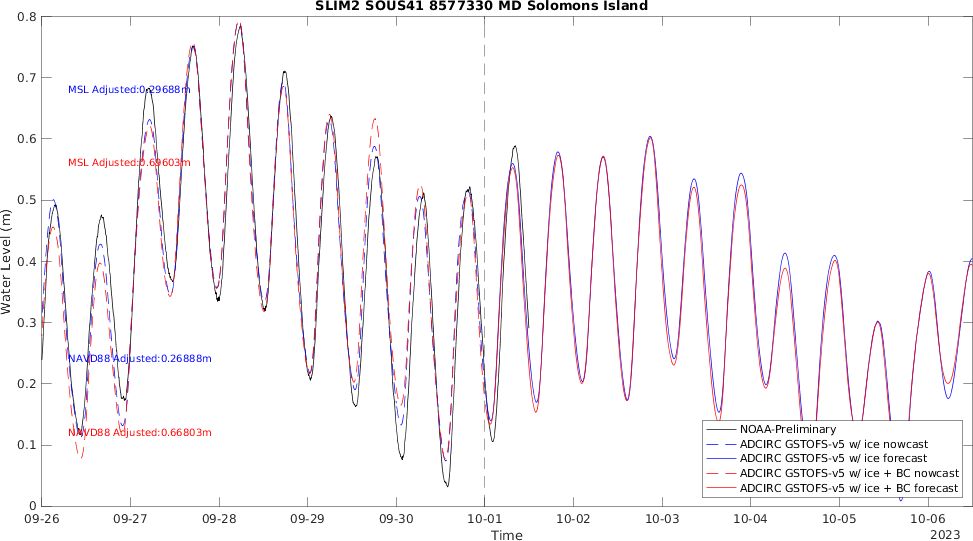 SLIM2 SOUS41 8577330 MD Solomons Island
0.8
0.7
0.6
0.5
0.4
0.3
0.2
0.1
0
Water Level (m)
MSL Adjusted:0.29688m
MSL Adjusted:0.69603m
NAVD88 Adjusted:0.26888m
NAVD88 Adjusted:0.66803m
NOAA-Preliminary
ADCIRC GSTOFS-v5 w/ ice nowcast
ADCIRC GSTOFS-v5 w/ ice forecast
ADCIRC GSTOFS-v5 w/ ice + BC nowcast
ADCIRC GSTOFS-v5 w/ ice + BC forecast
09-26 09-27 09-28 09-29 09-30 10-01 10-02 10-03 10-04 10-05 10-06
Time
2023